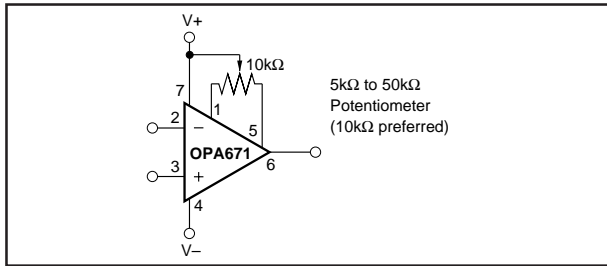 V+
10kΩ
5kΩ to 50kΩ
Potentiometer
(10kΩ preferred)
7
1
2
–
5
OPA671
6
3
+
4
V–